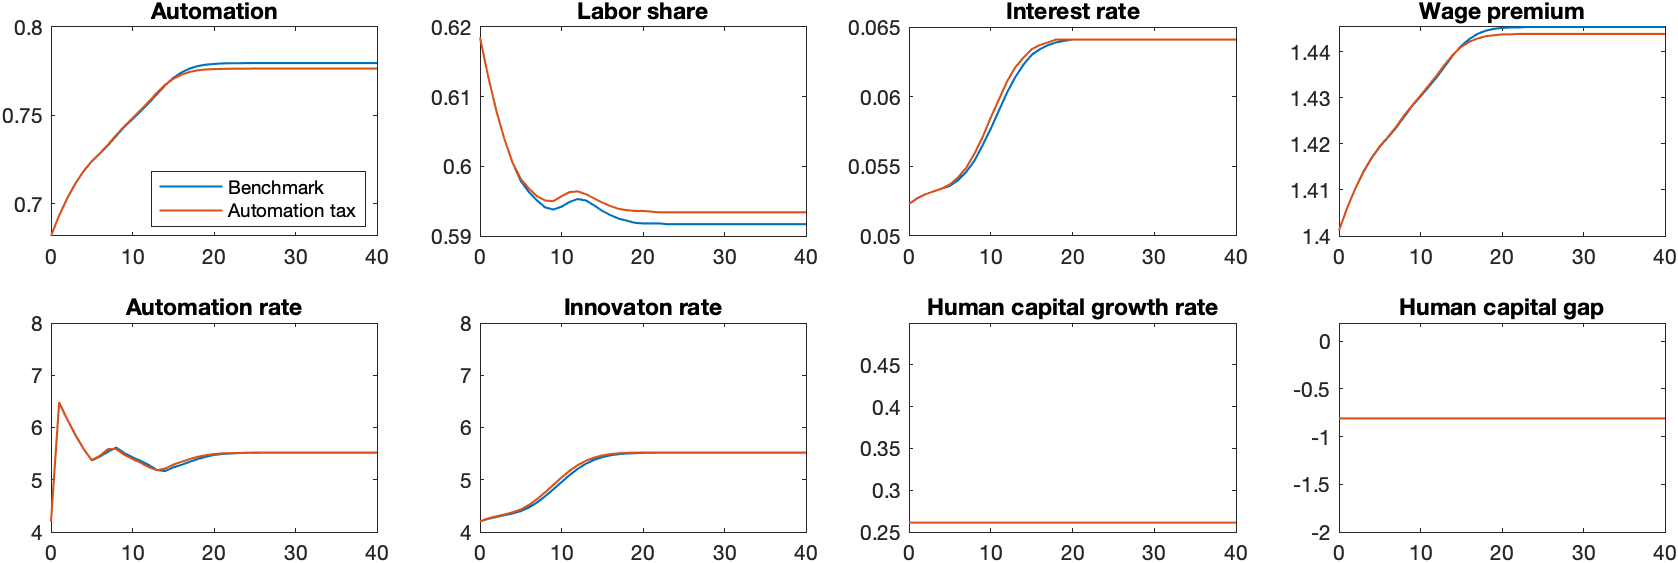 Automation
0.8
0.75
0.7
0 10 20 30 40
Benchmark
Automation tax
Labor share
0.62
0.61
0.6
0.59
0 10 20 30 40
Interest rate
0.065
0.06
0.055
0.05
0 10 20 30 40
Wage premium
1.44
1.43
1.42
1.41
1.4
0 10 20 30 40
Automation rate
8
7
6
5
4
0 10 20 30 40
Innovaton rate
8
7
6
5
4
0 10 20 30 40
Human capital growth rate
0.45
0.4
0.35
0.3
0.25
0 10 20 30 40
Human capital gap
0
-0.5
-1
-1.5
-2
0 10 20 30 40